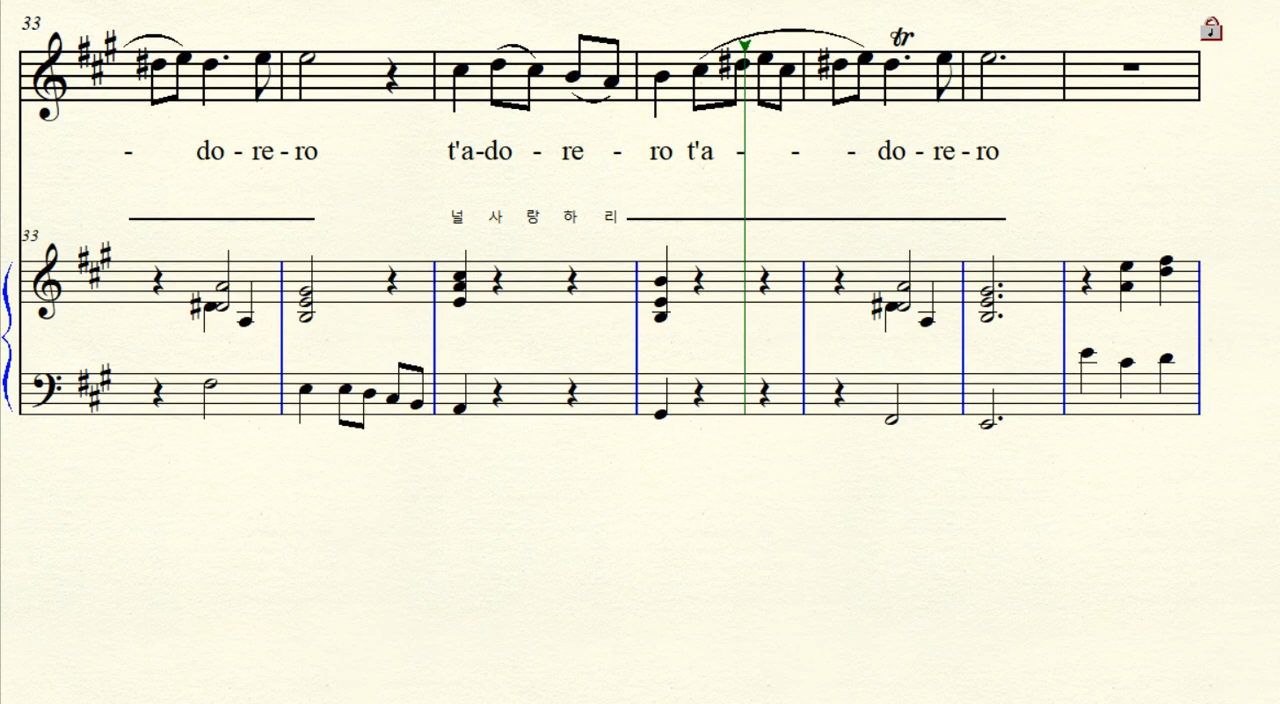 33
tr
- do - re - ro t'a-do - re - ro t'a - - - do - re - ro
널 사 랑 하 리
33